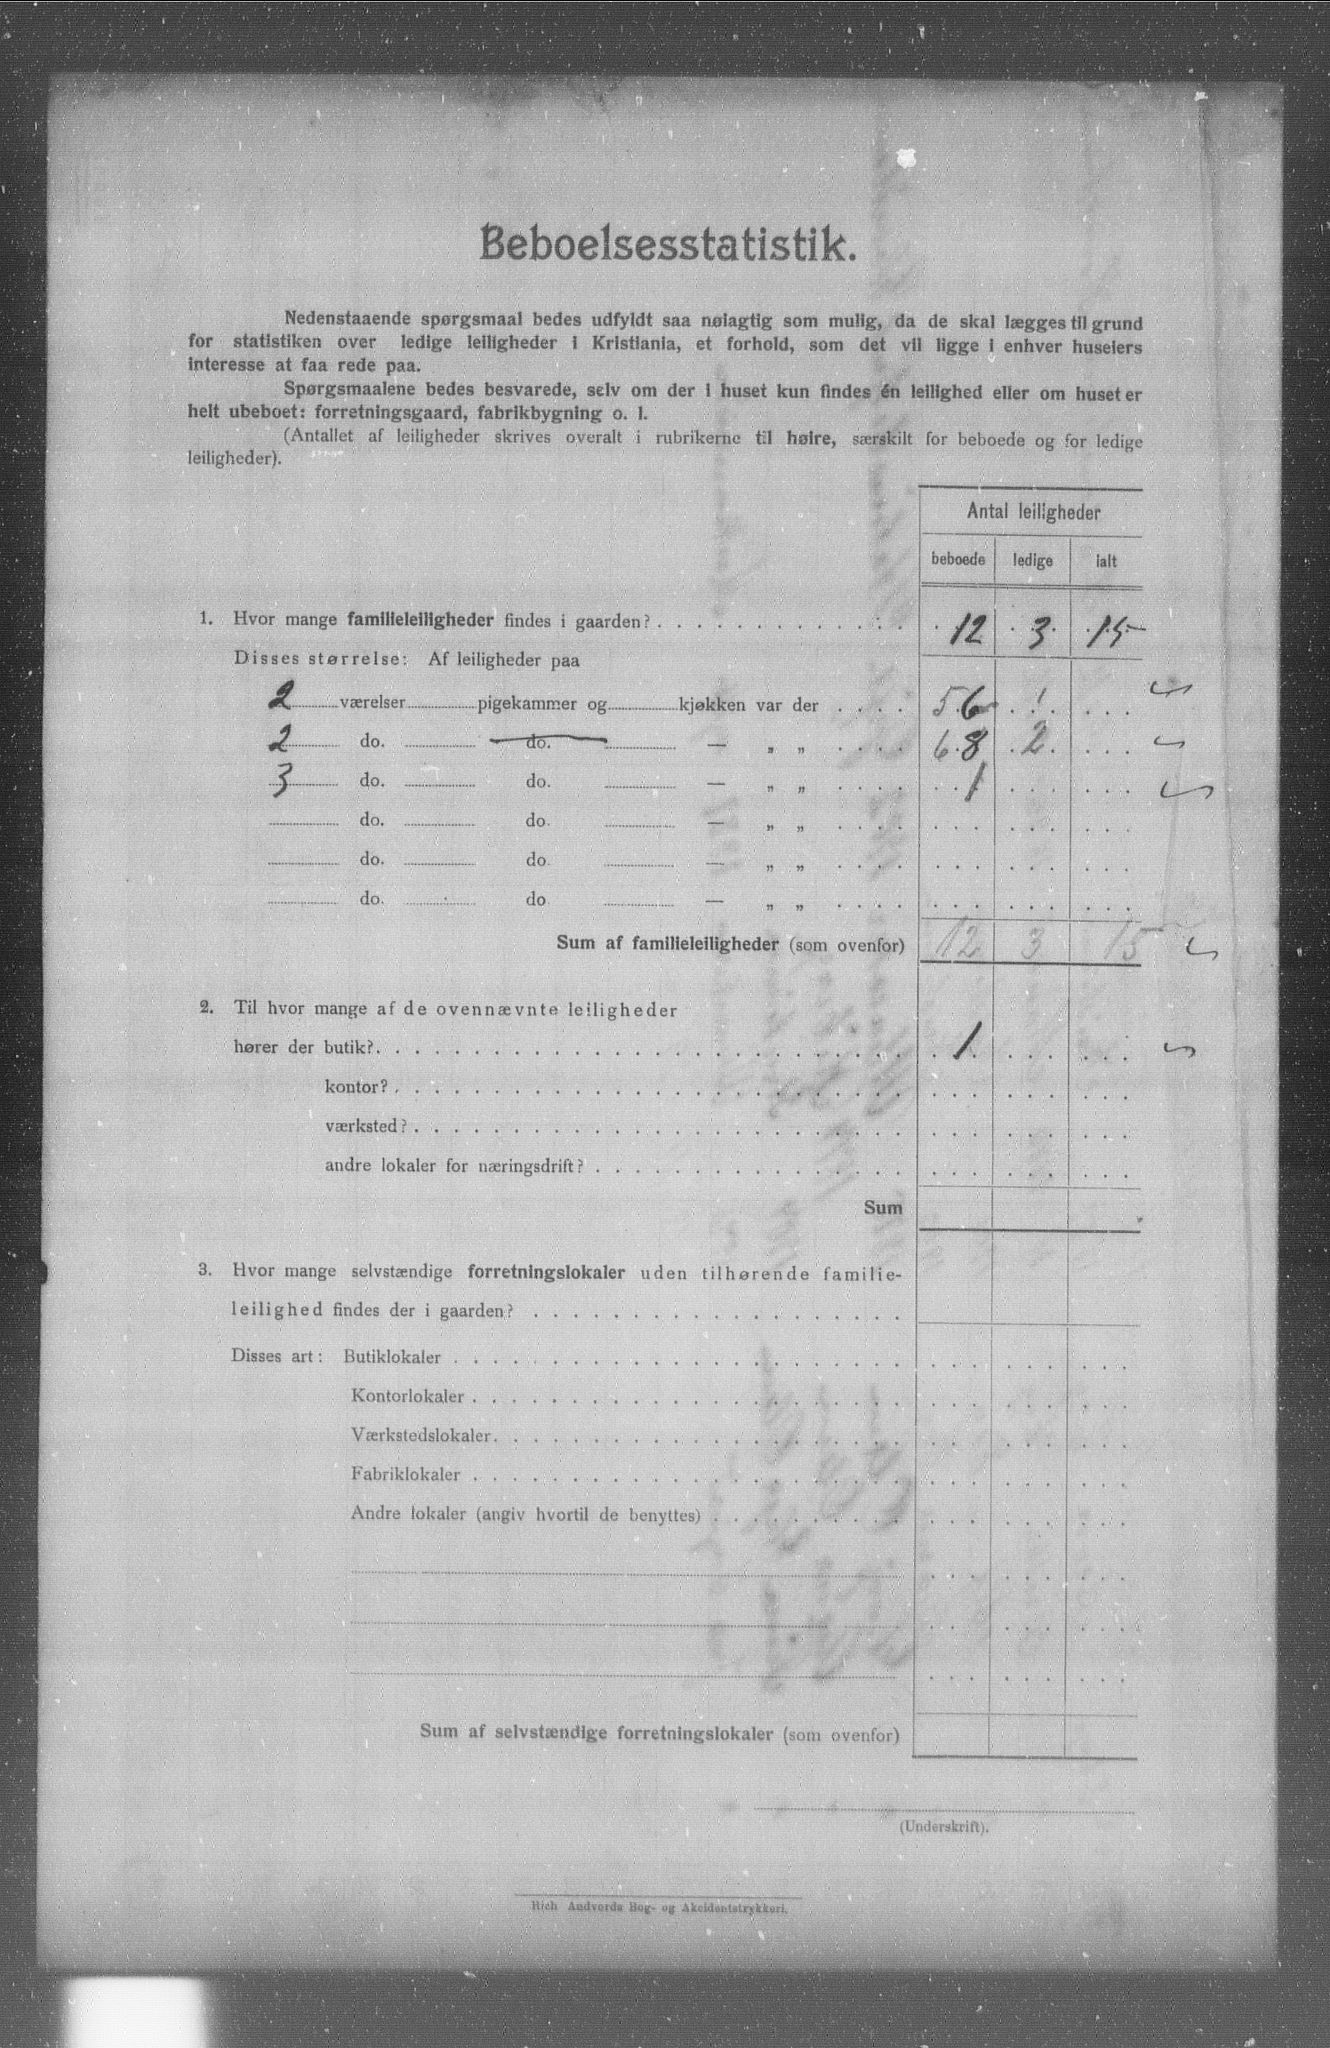 Beboelsesstatistik.
Nedenstaaende spørgsmaal bedes udfyldt saa nøiagtig som mulig, da de skal lægges til grund
for statistiken over ledige leiligheder i Kristiania, et forhold, som det vil ligge i enhver huseiers
interesse at faa rede paa.
Spørgsmaalene bedes besvarede, selv om der i huset kun findes én leilighed eller om huset er
helt ubeboet: forretningsgaard, fabrikbygning o. l.
(Antallet af leiligheder skrives overalt i rubrikerne til høire, særskilt for beboede og for ledige
leiligheder).
Antal leiligheder
beboede ledige ialt
1. Hvor mange familieleiligheder findes i gaarden? 12 3 15
Disses størrelse: Af leiligheder paa
2 værelser pigekammer og kjøkken var der 5 6 1
2 do. do. — „ „ 6 8 2
3 do. do. — „ „ 1
do. do. — „ „
do. do. — „ „
do. do. — „ „
Sum af familieleiligheder (som ovenfor) 12 3 15
2. Til hvor mange af de ovennævnte leiligheder
hører der butik? 1
kontor?
værksted?
andre lokaler for næringsdrift?
Sum
3. Hvor mange selvstændige forretningslokaler uden tilhørende familie-
leilighed findes der i gaarden?
Disses art: Butiklokaler
Kontorlokaler
Værkstedslokaler
Fabriklokaler
Andre lokaler (angiv hvortil de benyttes)
Sum af selvstændige forretningslokaler (som ovenfor)
(Underskrift).
Rich Andvords Bog- og Akcidentstrykkeri.